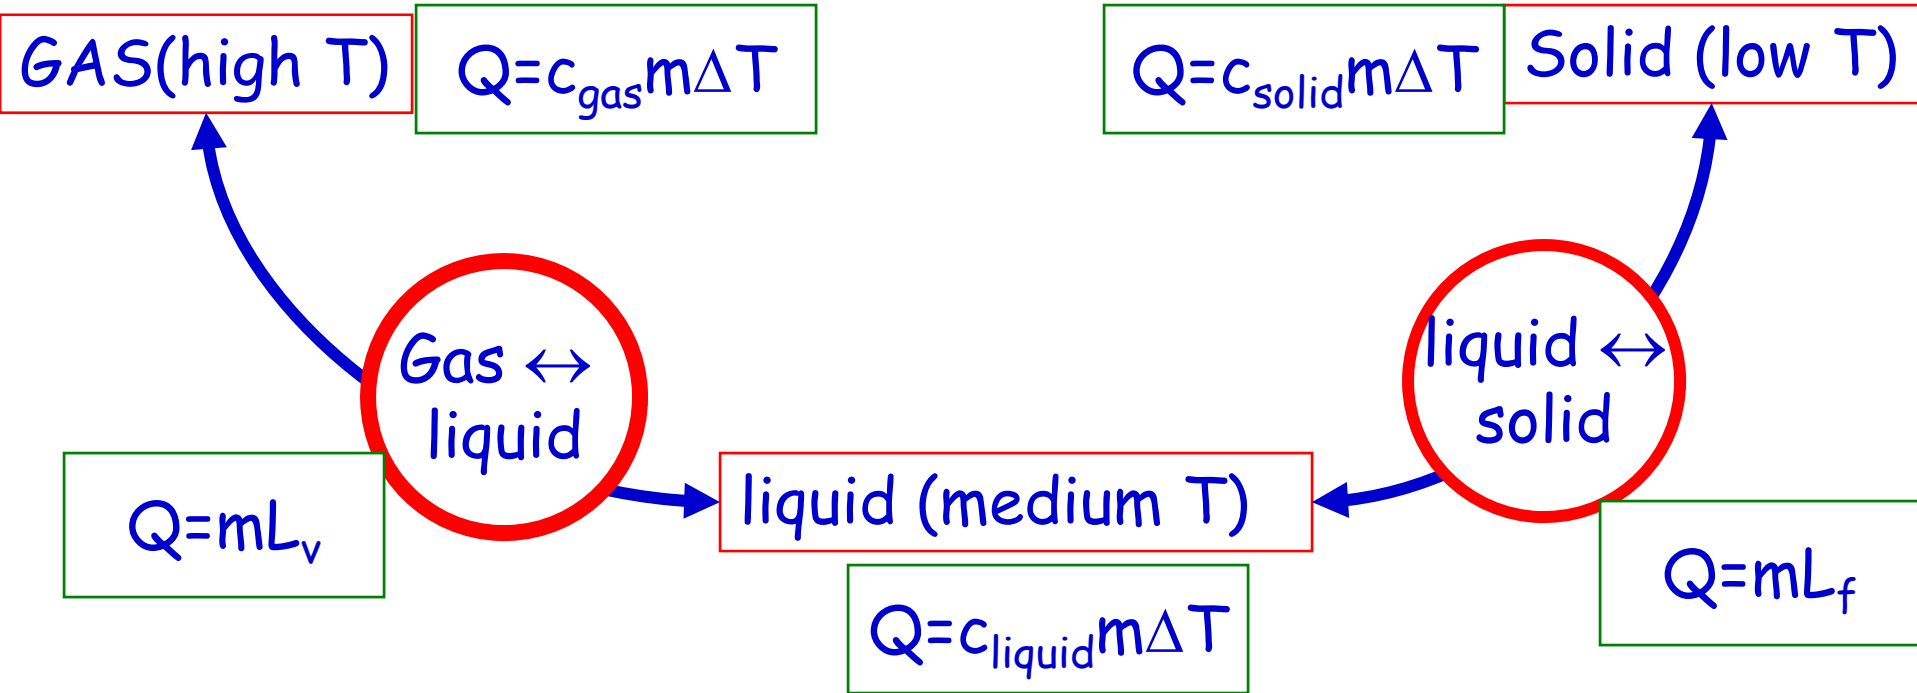 GAS(high T)
Q=c_gas mΔT
Q=c_solid mΔT
Solid (low T)
Gas ↔
liquid
liquid ↔
solid
Q=mL_v
liquid (medium T)
Q=mL_f
Q=c_liquid mΔT